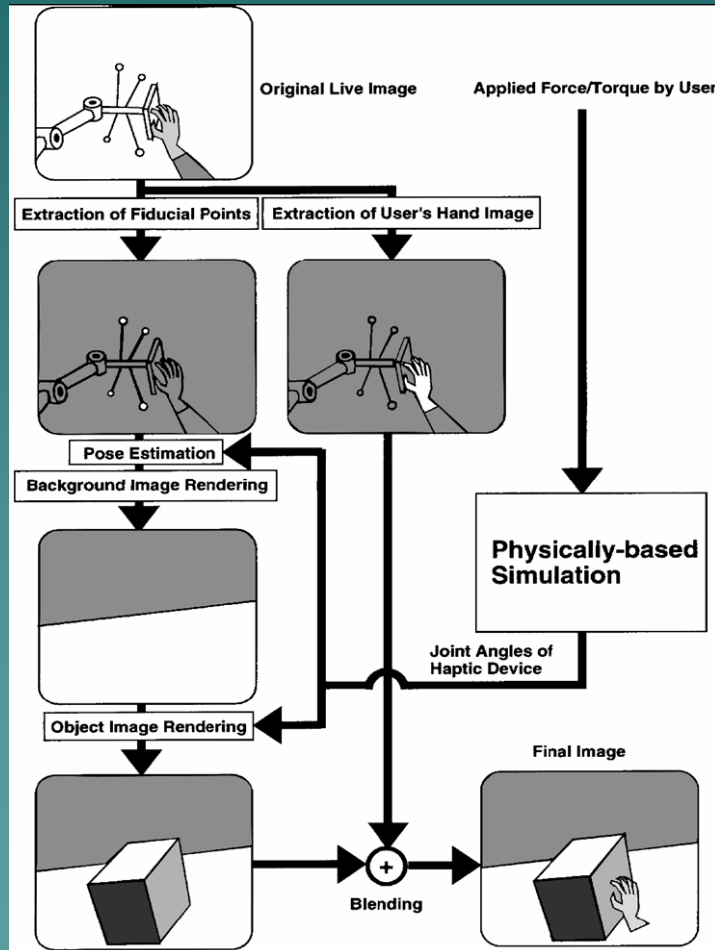 Original Live Image
Applied Force/Torque by User
Extraction of Fiducial Points
Extraction of User's Hand Image
Pose Estimation
Background Image Rendering
Physically-based
Simulation
Joint Angles of
Haptic Device
Object Image Rendering
Final Image
+
Blending